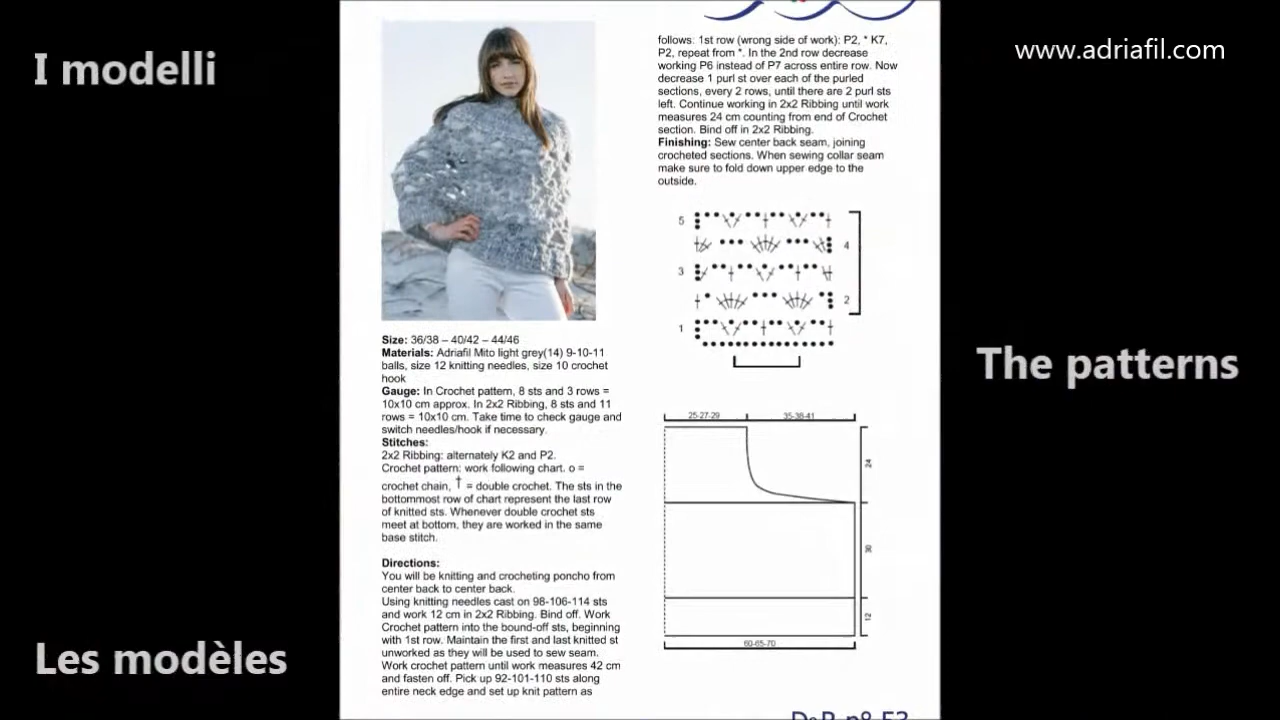 I modelli
www.adriafil.com
The patterns
Les modèles
Size: 36/38 – 40/42 – 44/46
Materials: Adriafil Mito light grey(14) 9-10-11
balls, size 12 knitting needles, size 10 crochet
hook
Gauge: In Crochet pattern, 8 sts and 3 rows =
10x10 cm approx. In 2x2 Ribbing, 8 sts and 11
rows = 10x10 cm. Take time to check gauge and
switch needles/hook if necessary.
Stitches:
2x2 Ribbing: alternately K2 and P2.
Crochet pattern: work following chart. o =
crochet chain, † = double crochet. The sts in the
bottommost row of chart represent the last row
of knitted sts. Whenever double crochet sts
meet at bottom, they are worked in the same
base stitch.
Directions:
You will be knitting and crocheting poncho from
center back to center back.
Using knitting needles cast on 98-106-114 sts
and work 12 cm in 2x2 Ribbing. Bind off. Work
Crochet pattern into the bound-off sts, beginning
with 1st row. Maintain the first and last knitted st
unworked as they will be used to sew seam.
Work crochet pattern until work measures 42 cm
and fasten off. Pick up 92-101-110 sts along
entire neck edge and set up knit pattern as
follows: 1st row (wrong side of work): P2, * K7,
P2, repeat from *. In the 2nd row decrease
working P6 instead of P7 across entire row. Now
decrease 1 purl st over each of the purled
sections, every 2 rows, until there are 2 purl sts
left. Continue working in 2x2 Ribbing until work
measures 24 cm counting from end of Crochet
section. Bind off in 2x2 Ribbing.
Finishing: Sew center back seam, joining
crocheted sections. When sewing collar seam
make sure to fold down upper edge to the
outside.
5
4
3
2
1
25-27-29
35-38-41
24
30
12
60-65-70